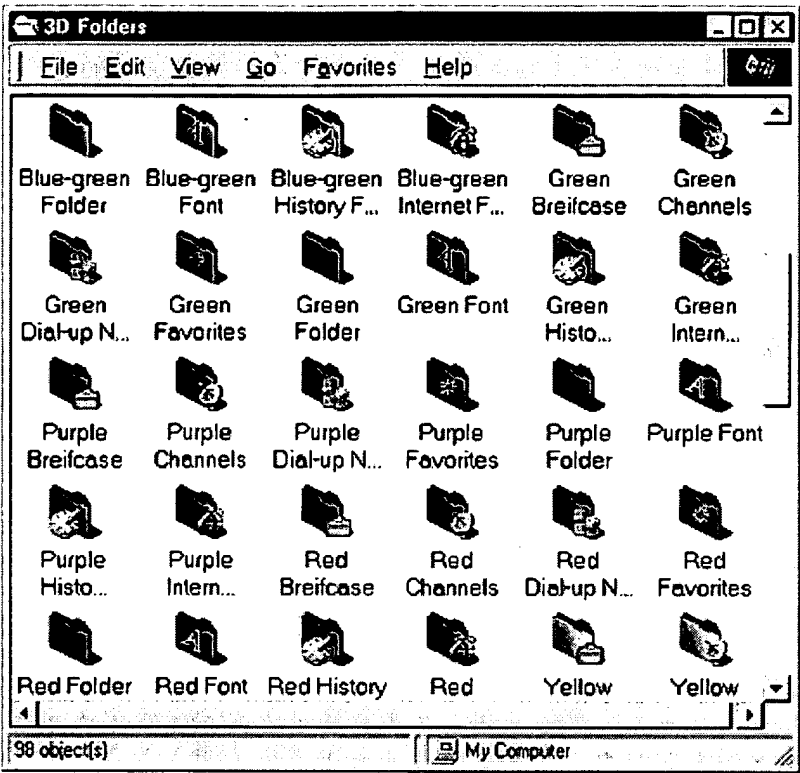 3D Folders
File Edit View Go Favorites Help
Blue-green Blue-green Blue-green Blue-green Green Green
Folder Font History F... Internet F... Breifcase Channels
Green Green Green Green Font Green Green
Dial-up N... Favorites Folder Histo... Intern...
Purple Purple Purple Purple Purple Purple Font
Breifcase Channels Dial-up N... Favorites Folder
Purple Purple Red Red Red Red
Histo... Intern... Breifcase Channels Dial-up N... Favorites
Red Folder Red Font Red History Red Yellow Yellow
98 object(s) My Computer